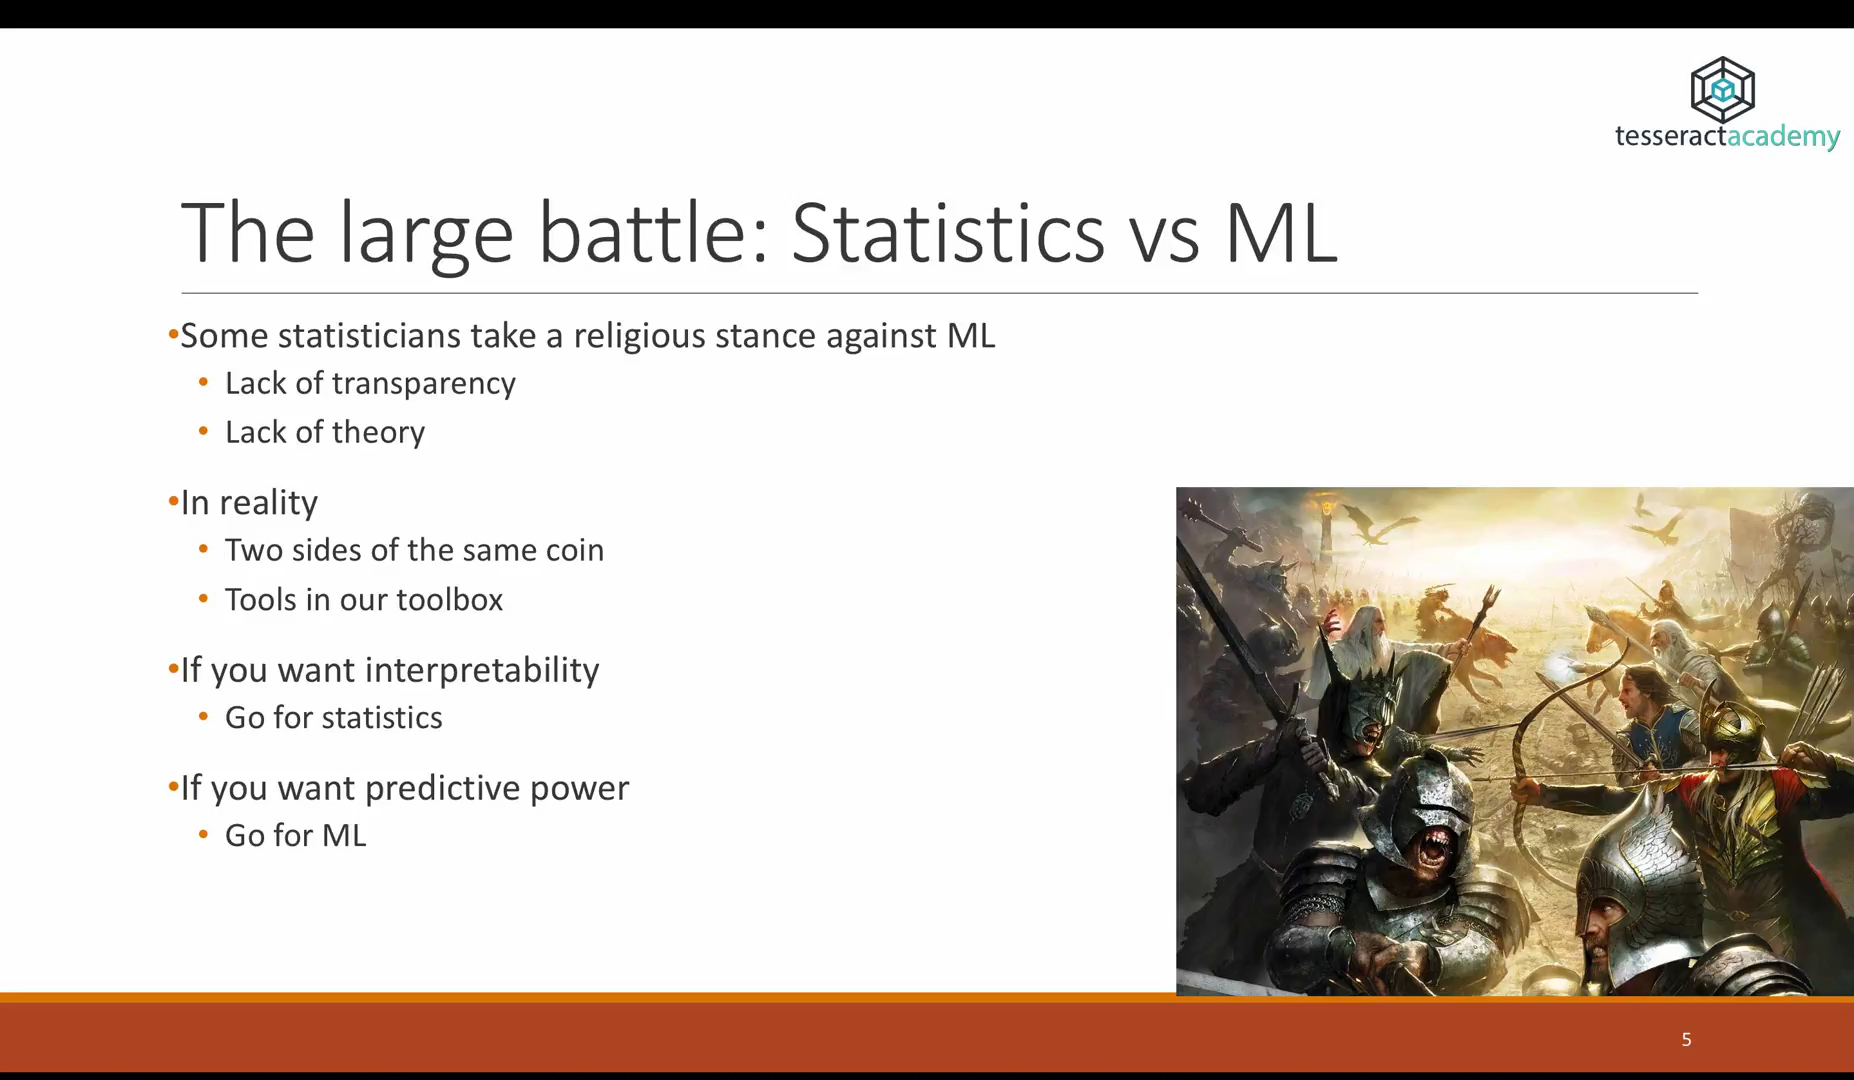 tesseractacademy
The large battle: Statistics vs ML
•Some statisticians take a religious stance against ML
• Lack of transparency
• Lack of theory
•In reality
• Two sides of the same coin
• Tools in our toolbox
•If you want interpretability
• Go for statistics
•If you want predictive power
• Go for ML
5